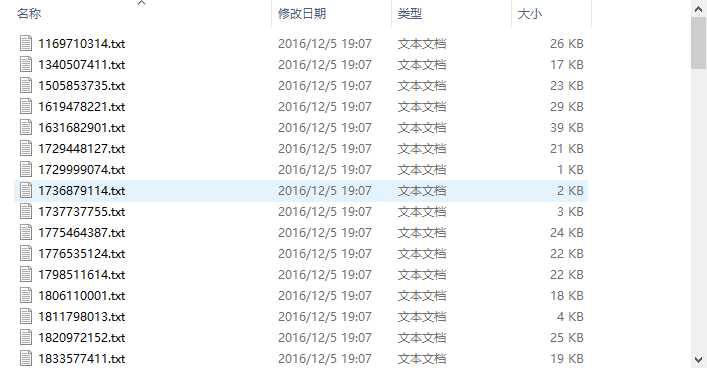 名称 修改日期 类型 大小
1169710314.txt 2016/12/5 19:07 文本文档 26 KB
1340507411.txt 2016/12/5 19:07 文本文档 17 KB
1505853735.txt 2016/12/5 19:07 文本文档 23 KB
1619478221.txt 2016/12/5 19:07 文本文档 29 KB
1631682901.txt 2016/12/5 19:07 文本文档 39 KB
1729448127.txt 2016/12/5 19:07 文本文档 21 KB
1729999074.txt 2016/12/5 19:07 文本文档 1 KB
1736879114.txt 2016/12/5 19:07 文本文档 2 KB
1737737755.txt 2016/12/5 19:07 文本文档 3 KB
1775464387.txt 2016/12/5 19:07 文本文档 24 KB
1776535124.txt 2016/12/5 19:07 文本文档 22 KB
1798511614.txt 2016/12/5 19:07 文本文档 22 KB
1806110001.txt 2016/12/5 19:07 文本文档 18 KB
1811798013.txt 2016/12/5 19:07 文本文档 4 KB
1820972152.txt 2016/12/5 19:07 文本文档 25 KB
1833577411.txt 2016/12/5 19:07 文本文档 19 KB